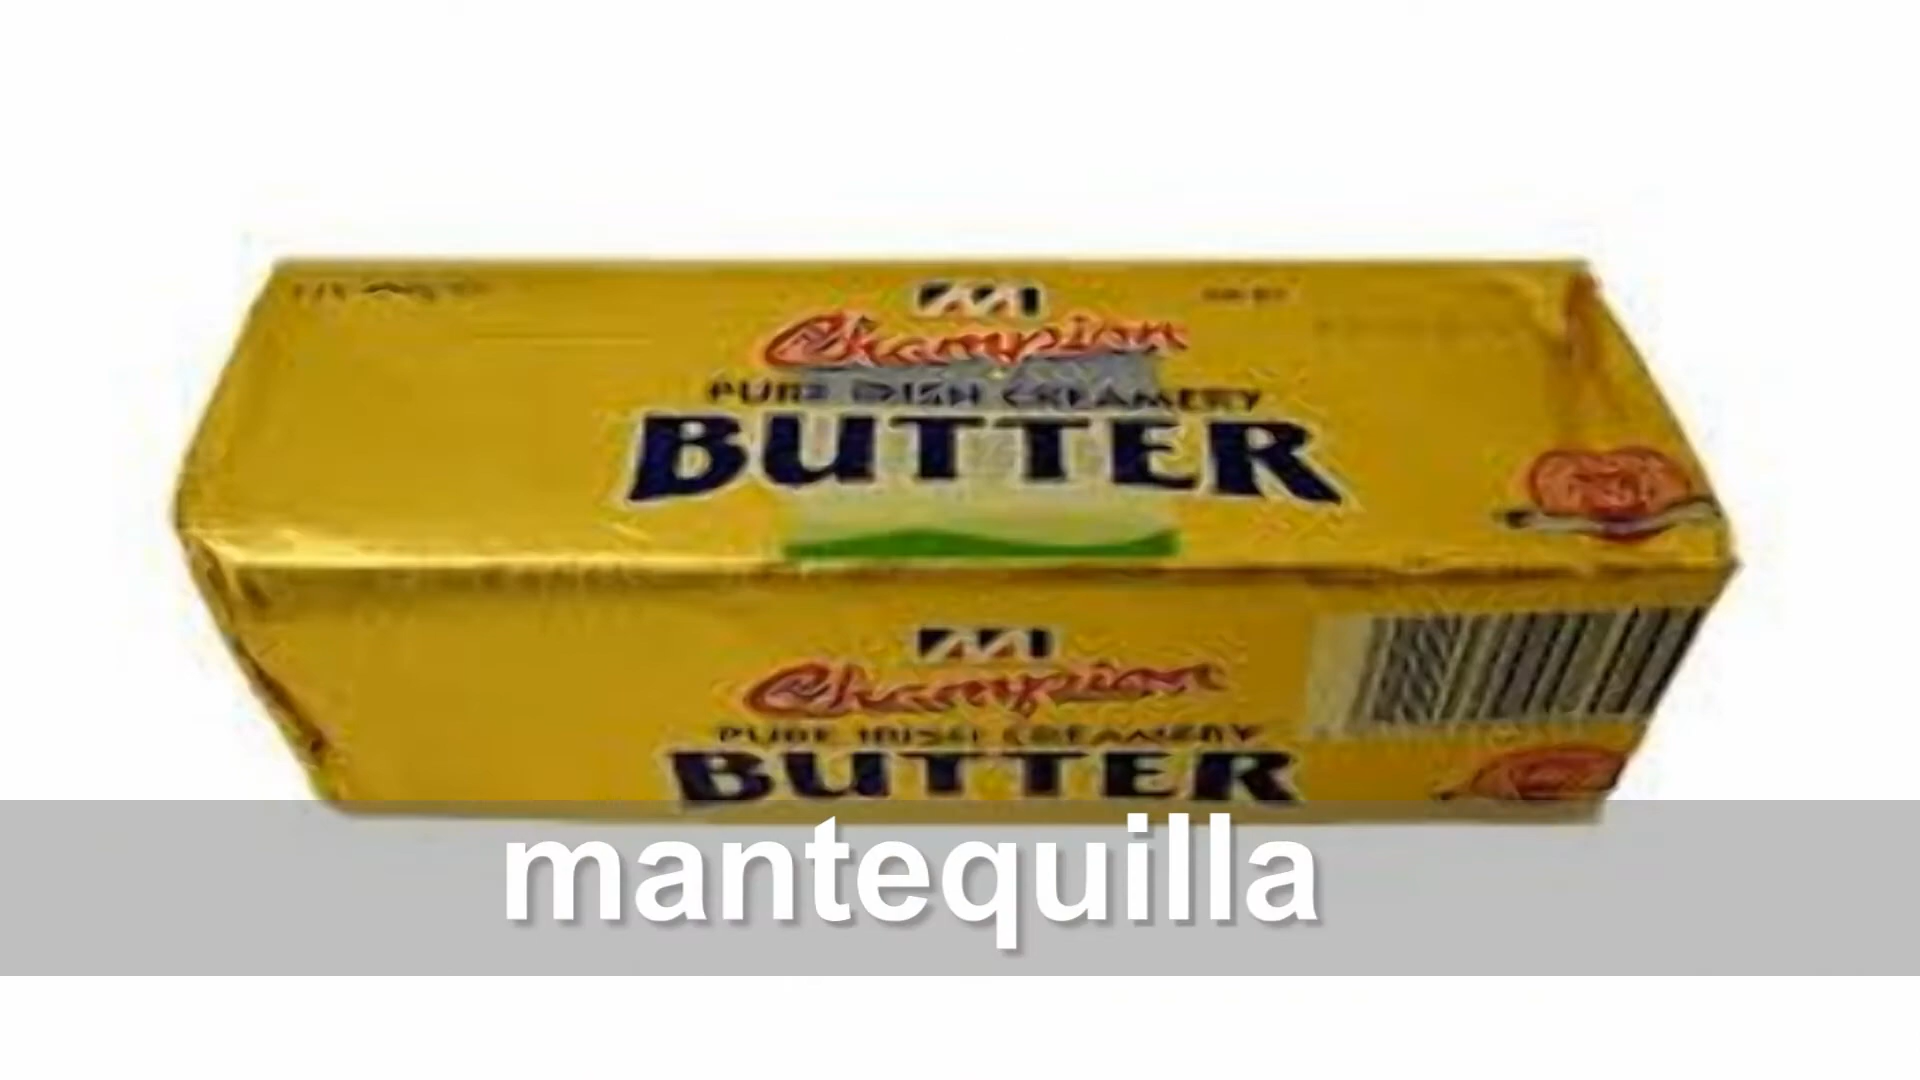 Champion
PURE IRISH CREAMERY
BUTTER
Champion
PURE IRISH CREAMERY
BUTTER
mantequilla